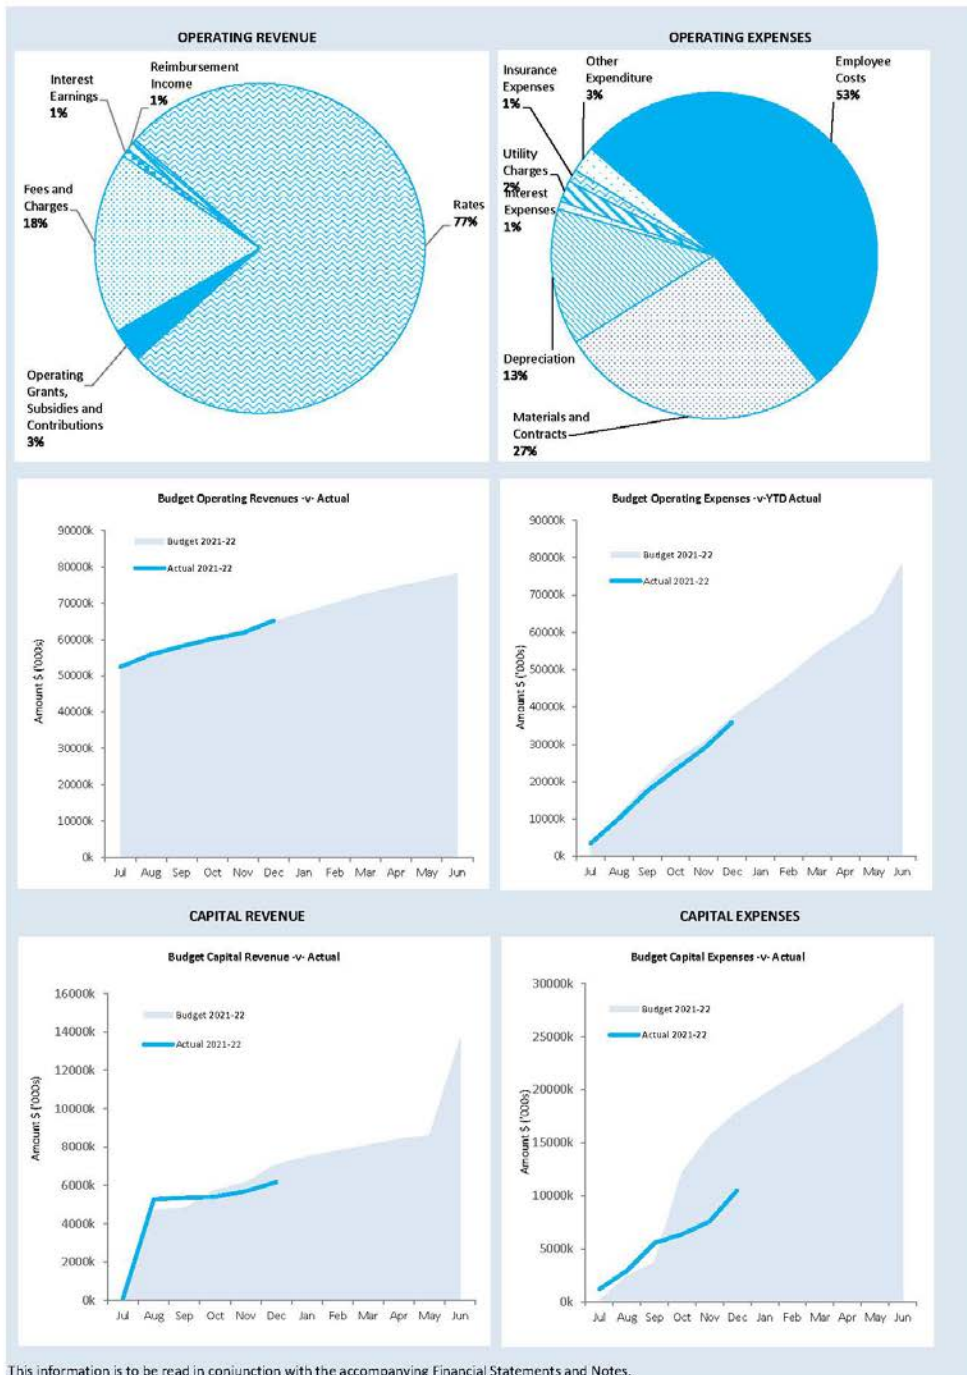 OPERATING REVENUE
Interest
Earnings
1%
Reimbursement
Income
1%
Fees and
Charges
18%
Rates
77%
Operating
Grants,
Subsidies and
Contributions
3%
OPERATING EXPENSES
Insurance
Expenses
1%
Other
Expenditure
3%
Employee
Costs
53%
Utility
Charges
2%
Interest
Expenses
1%
Depreciation
13%
Materials and
Contracts
27%
Budget Operating Revenues -v- Actual
Budget 2021-22
Actual 2021-22
Amount $ ('000s)
90000k
80000k
70000k
60000k
50000k
40000k
30000k
20000k
10000k
0k
Jul Aug Sep Oct Nov Dec Jan Feb Mar Apr May Jun
Budget Operating Expenses -v-YTD Actual
Budget 2021-22
Actual 2021-22
Amount $ ('000s)
90000k
80000k
70000k
60000k
50000k
40000k
30000k
20000k
10000k
0k
Jul Aug Sep Oct Nov Dec Jan Feb Mar Apr May Jun
CAPITAL REVENUE
Budget Capital Revenue -v- Actual
Budget 2021-22
Actual 2021-22
Amount $ ('000s)
16000k
14000k
12000k
10000k
8000k
6000k
4000k
2000k
0k
Jul Aug Sep Oct Nov Dec Jan Feb Mar Apr May Jun
CAPITAL EXPENSES
Budget Capital Expenses -v- Actual
Budget 2021-22
Actual 2021-22
Amount $ ('000s)
30000k
25000k
20000k
15000k
10000k
5000k
0k
Jul Aug Sep Oct Nov Dec Jan Feb Mar Apr May Jun
This information is to be read in conjunction with the accompanying Financial Statements and Notes.